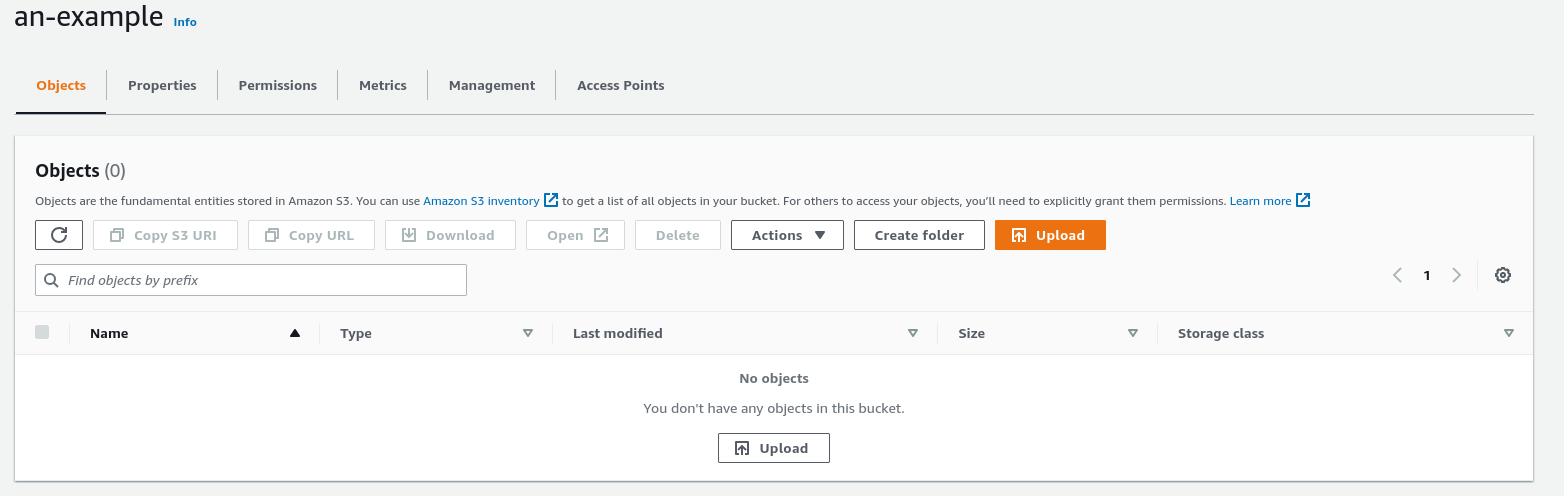 an-example Info
Objects Properties Permissions Metrics Management Access Points
Objects (0)
Objects are the fundamental entities stored in Amazon S3. You can use Amazon S3 inventory to get a list of all objects in your bucket. For others to access your objects, you'll need to explicitly grant them permissions. Learn more
Copy S3 URI Copy URL Download Open Delete Actions Create folder Upload
Find objects by prefix 1
Name Type Last modified Size Storage class
No objects
You don't have any objects in this bucket.
Upload